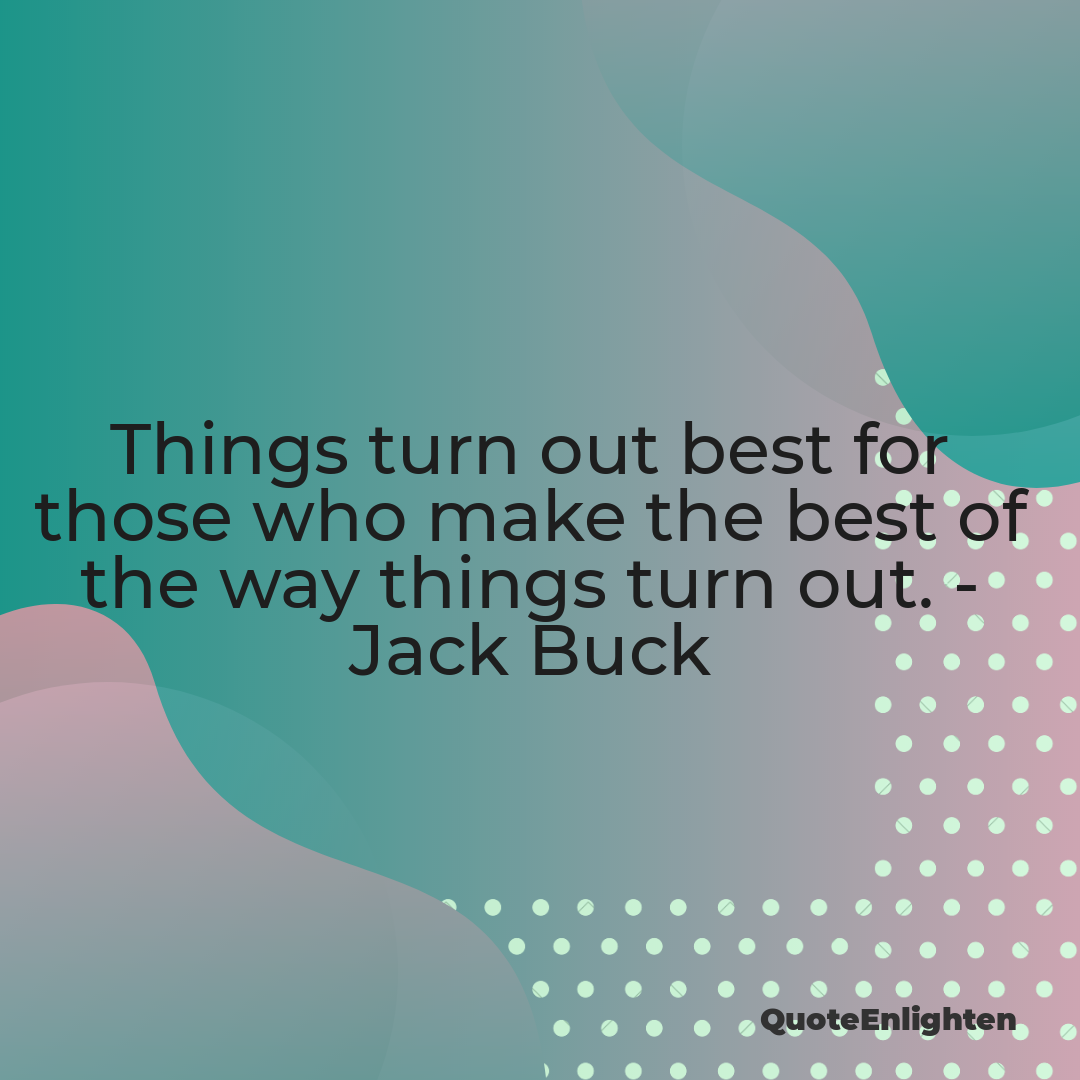 Things turn out best for
those who make the best of
the way things turn out. -
Jack Buck
QuoteEnlighten